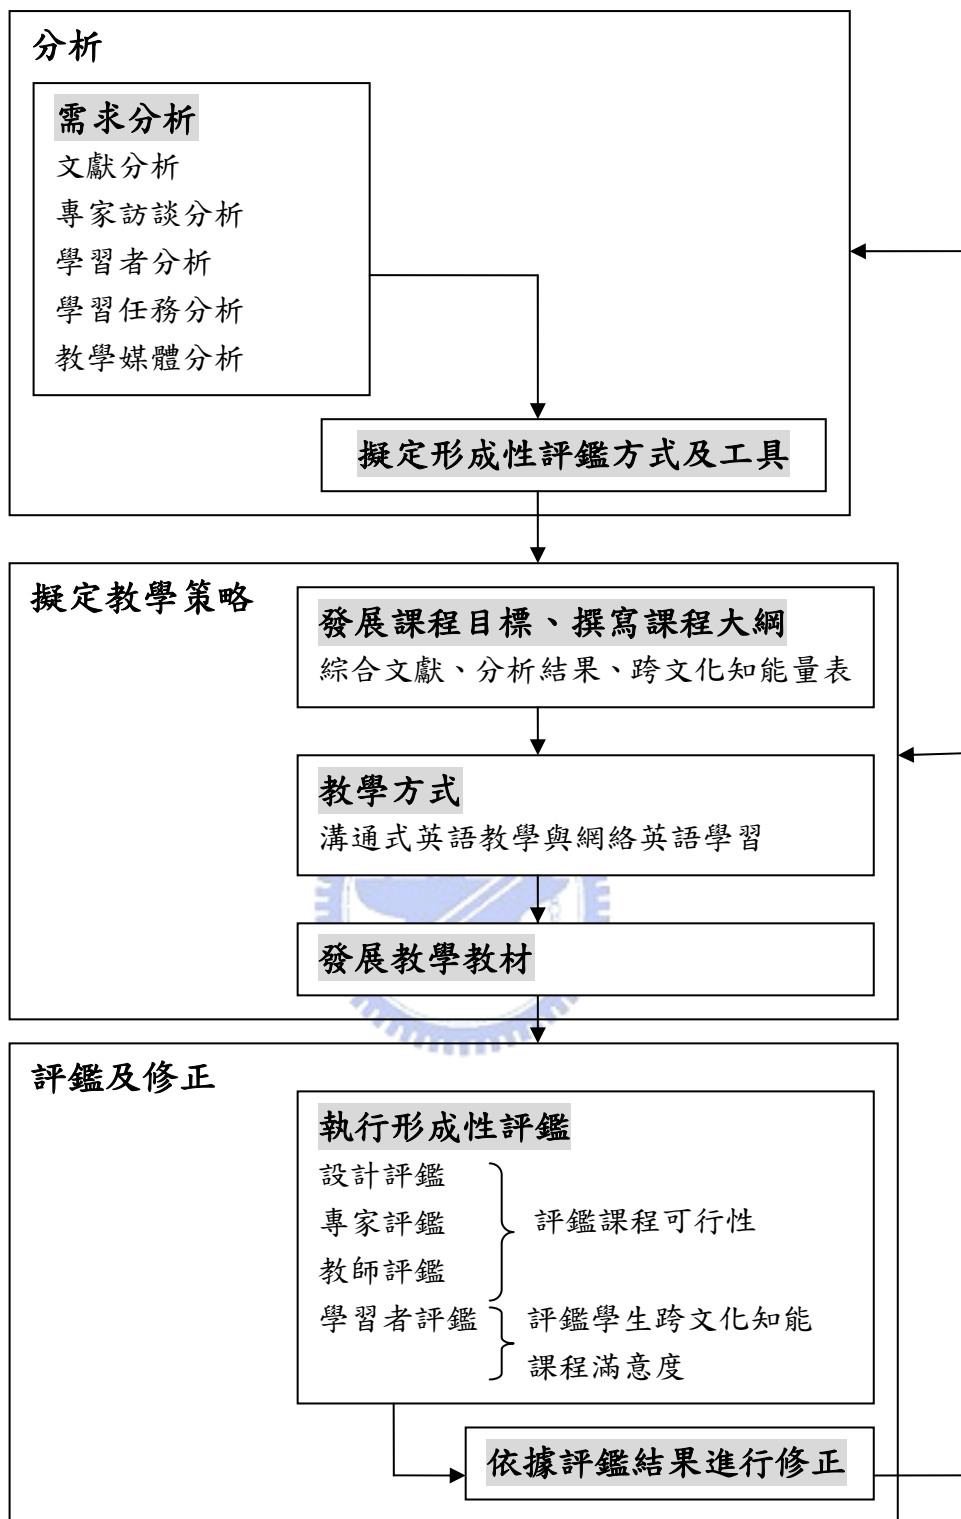 分析
需求分析
文獻分析
專家訪談分析
學習者分析
學習任務分析
教學媒體分析
擬定形成性評鑑方式及工具
擬定教學策略
發展課程目標、撰寫課程大綱
綜合文獻、分析結果、跨文化知能量表
教學方式
溝通式英語教學與網絡英語學習
發展教學教材
評鑑及修正
執行形成性評鑑
設計評鑑
專家評鑑
評鑑課程可行性
教師評鑑
學習者評鑑
評鑑學生跨文化知能
課程滿意度
依據評鑑結果進行修正